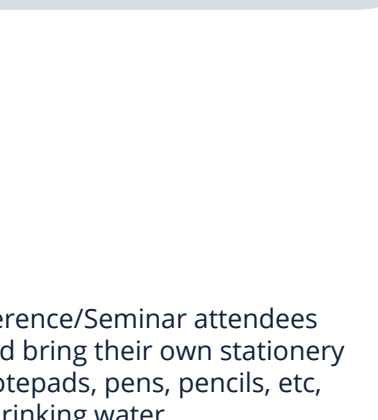 erence/Seminar attendees
d bring their own stationery
otepads, pens, pencils, etc,
rinking water